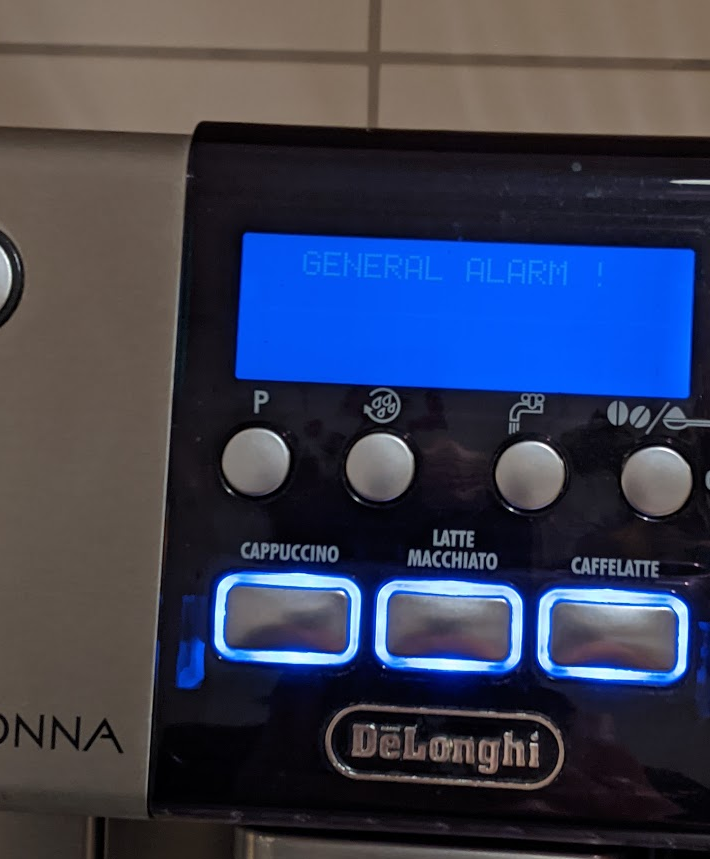 GENERAL ALARM !
P
CAPPUCCINO
LATTE
MACCHIATO
CAFFELATTE
ONNA
DeLonghi